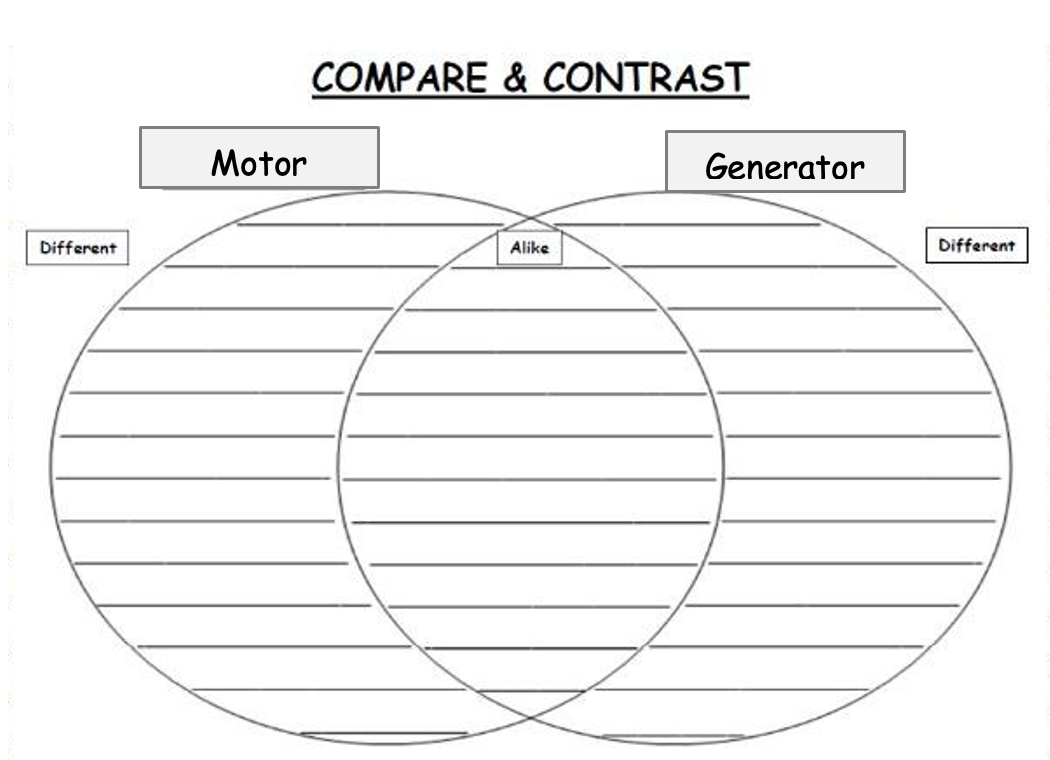 COMPARE & CONTRAST
Motor
Generator
Different
Alike
Different